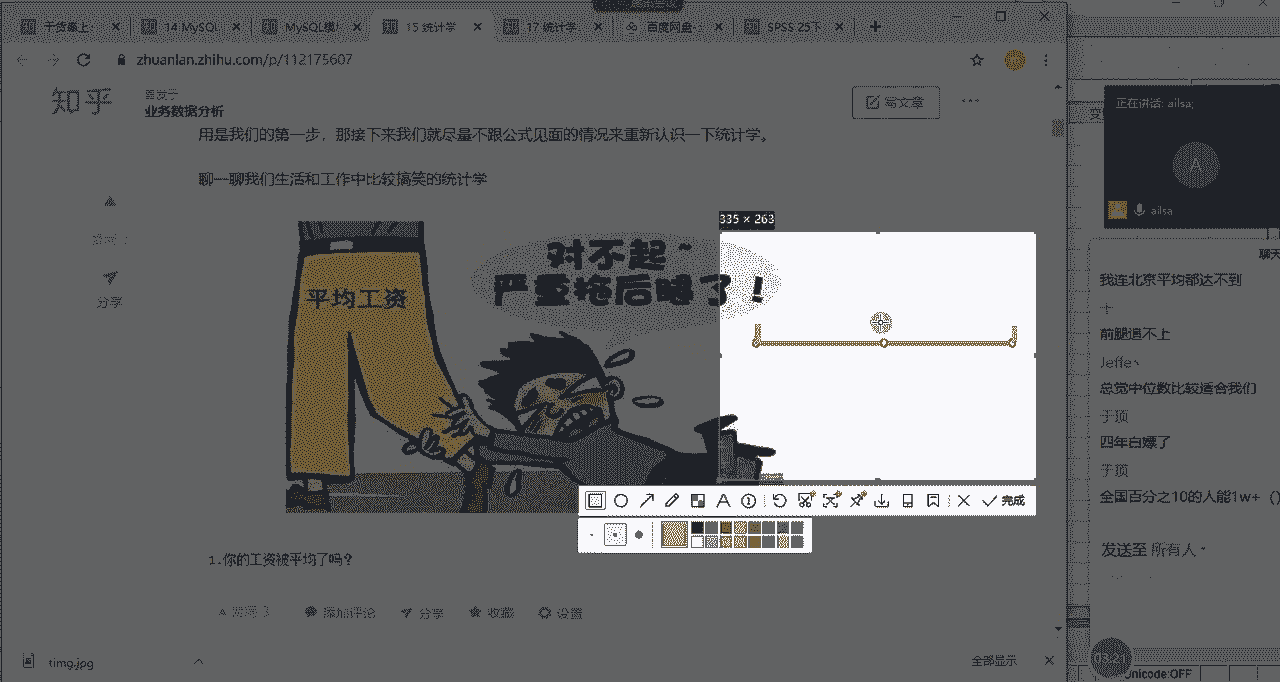 干货奉上
14 MySQL
MySQL模
15 统计学
17 统计学
百度网盘-
SPSS 25下
zhuanlan.zhihu.com/p/112175607
知乎
首发于
业务数据分析
写文章
用是我们的第一步，那接下来我们就尽量不跟公式见面的情况来重新认识一下统计学。
聊一聊我们生活和工作中比较搞笑的统计学
分享
335 × 263
平均工资
对不起~
严重拖后腿了！
完成
1.你的工资被平均了吗？
添加评论
分享
收藏
设置
timg.jpg
全部显示
正在讲话: ailsa;
A
ailsa
聊天
我连北京平均都达不到
前腿追不上
Jeffe
总觉中位数比较适合我们
于顶
四年白嫖了
于顶
全国百分之10的人能1w+（）
发送至 所有人
03:21
Unicode:OFF